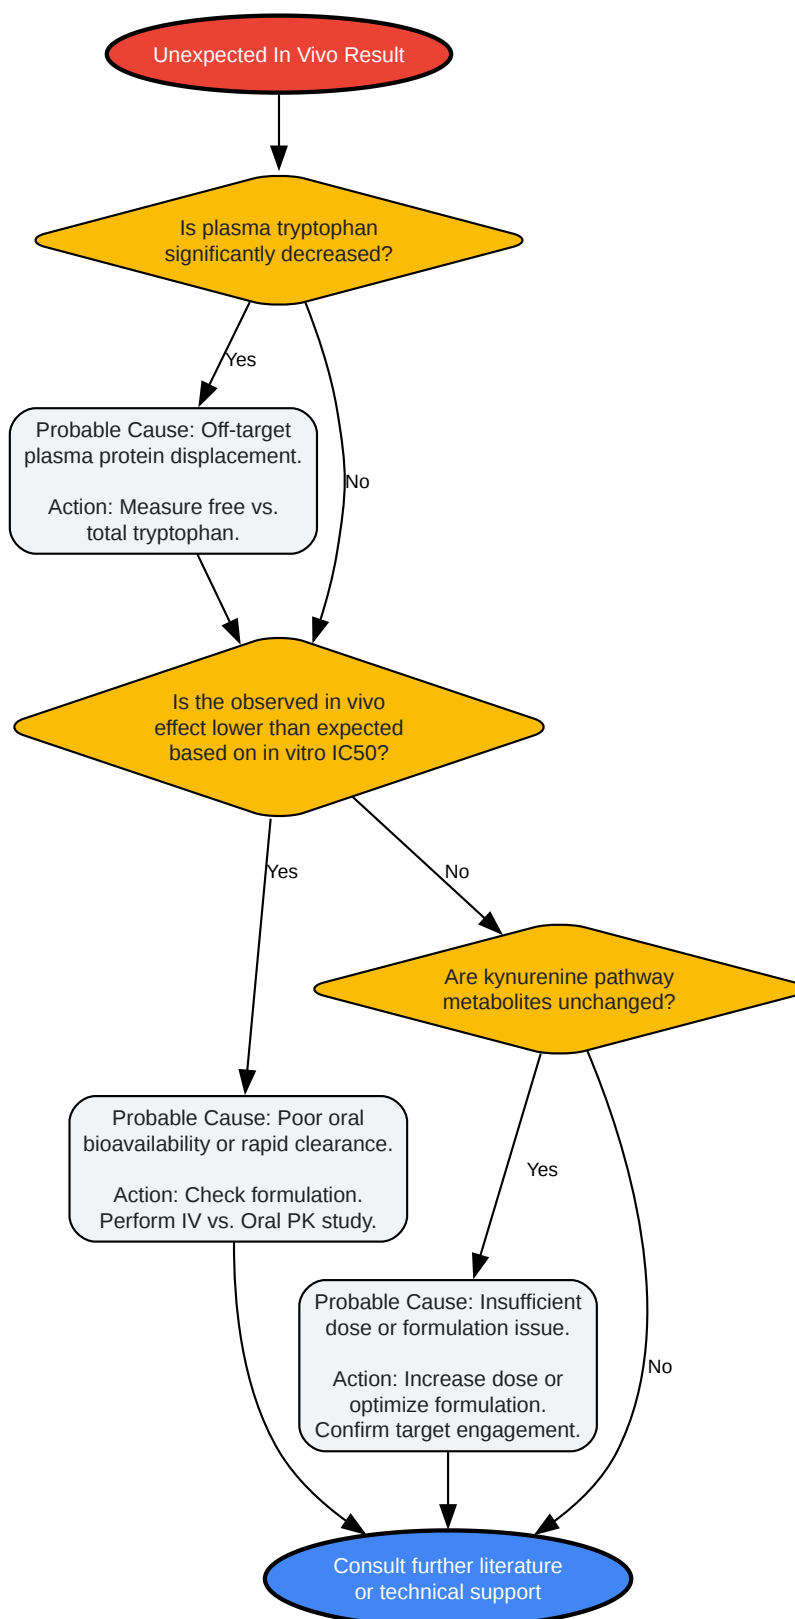 Unexpected In Vivo Result
Is plasma tryptophan
significantly decreased?
Yes
Probable Cause: Off-target
plasma protein displacement.
Action: Measure free vs.
total tryptophan.
No
Is the observed in vivo
effect lower than expected
based on in vitro IC50?
Yes
No
Are kynurenine pathway
metabolites unchanged?
Probable Cause: Poor oral
bioavailability or rapid clearance.
Action: Check formulation.
Perform IV vs. Oral PK study.
Yes
Probable Cause: Insufficient
dose or formulation issue.
Action: Increase dose or
optimize formulation.
Confirm target engagement.
No
Consult further literature
or technical support